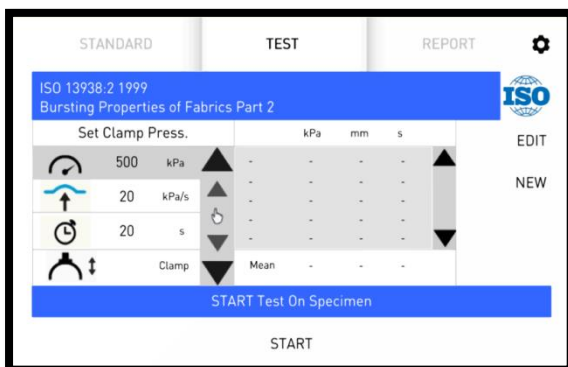 STANDARD TEST REPORT
ISO 13938:2 1999
Bursting Properties of Fabrics Part 2
ISO
Set Clamp Press. kPa mm s
EDIT
500 kPa - - - -
NEW
20 kPa/s - - - -
- - - -
20 s - - - -
- - - -
Clamp Mean - - -
START Test On Specimen
START